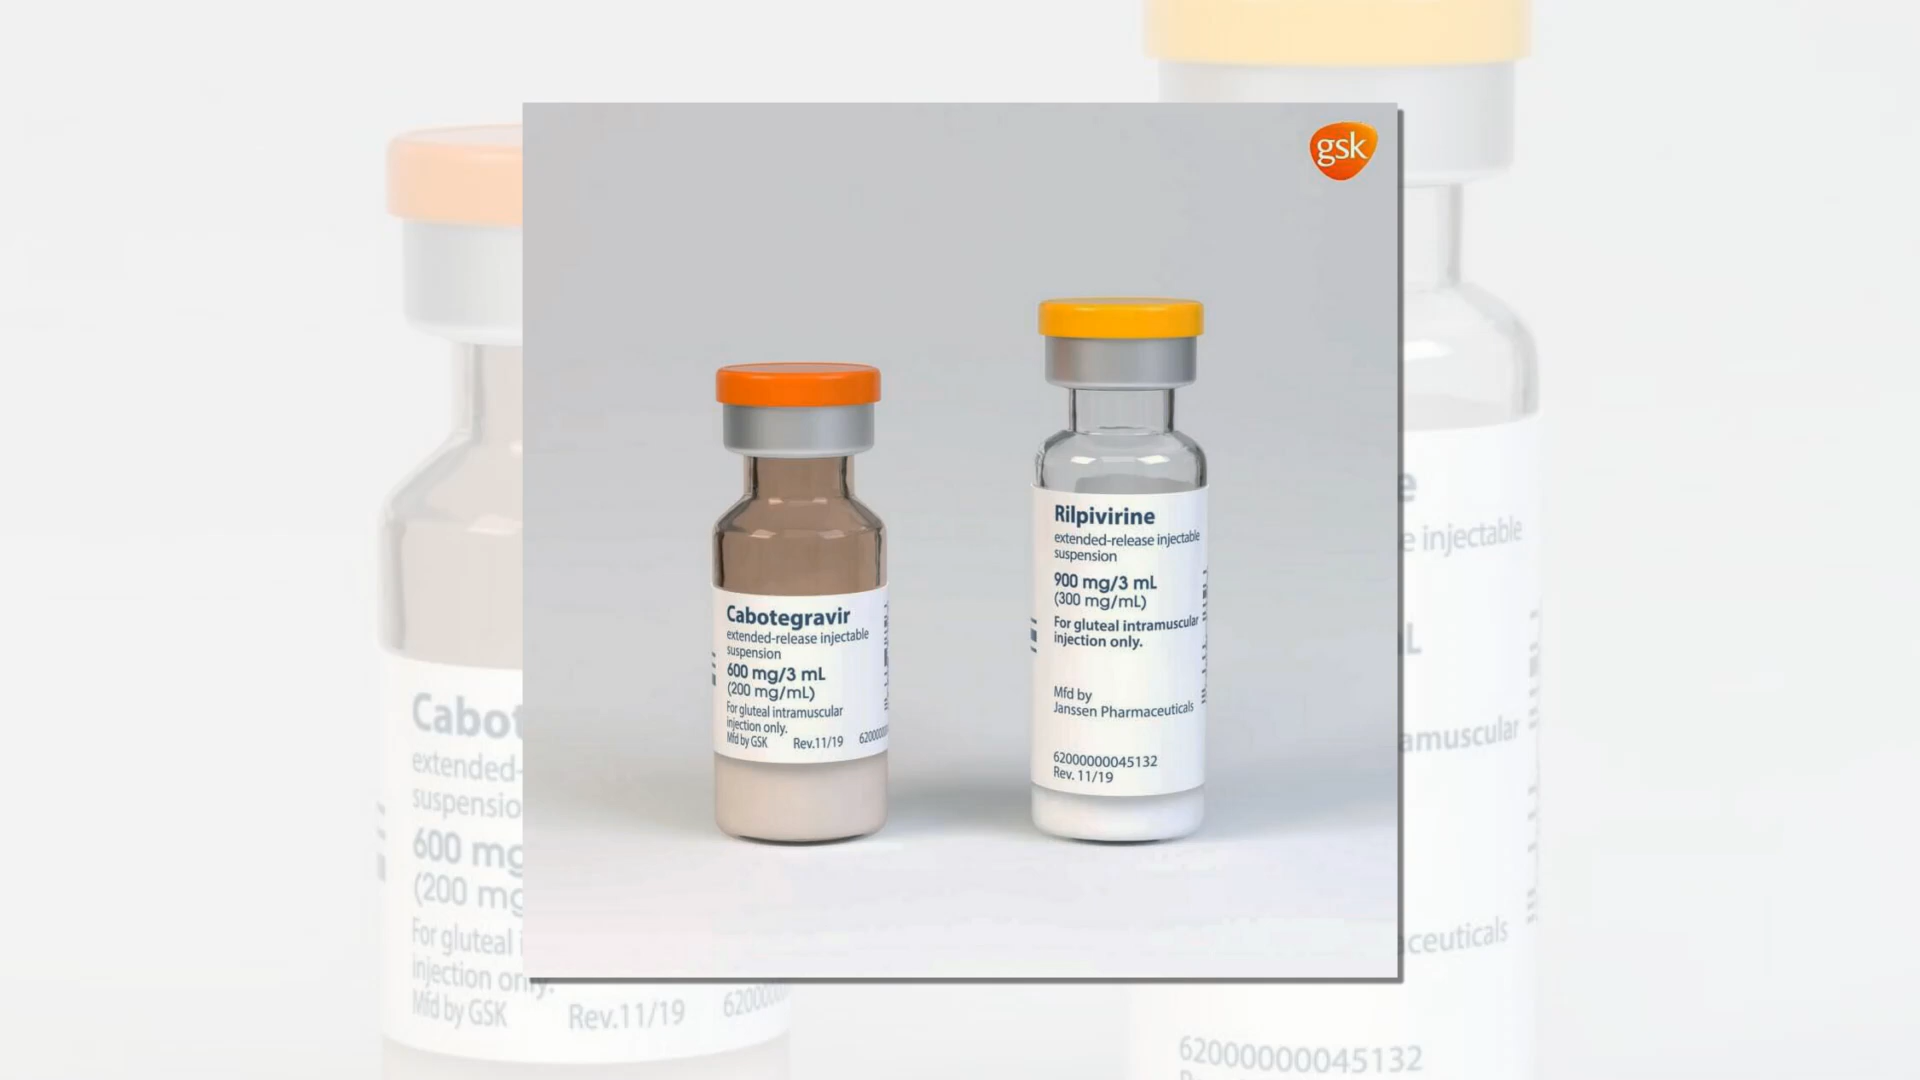 gsk
Cabotegravir
extended-release injectable
suspension
600 mg/3 mL
(200 mg/mL)
For gluteal intramuscular
injection only.
Mfd by GSK Rev.11/19
Rilpivirine
extended-release injectable
suspension
900 mg/3 mL
(300 mg/mL)
For gluteal intramuscular
injection only.
Mfd by
Janssen Pharmaceuticals
62000000045132
Rev. 11/19
Cabot
extended-
suspensio
600 mg
(200 mg
For gluteal
injection only.
Mfd by GSK Rev.11/19
e
e injectable
L
amuscular
ceuticals
62000000045132